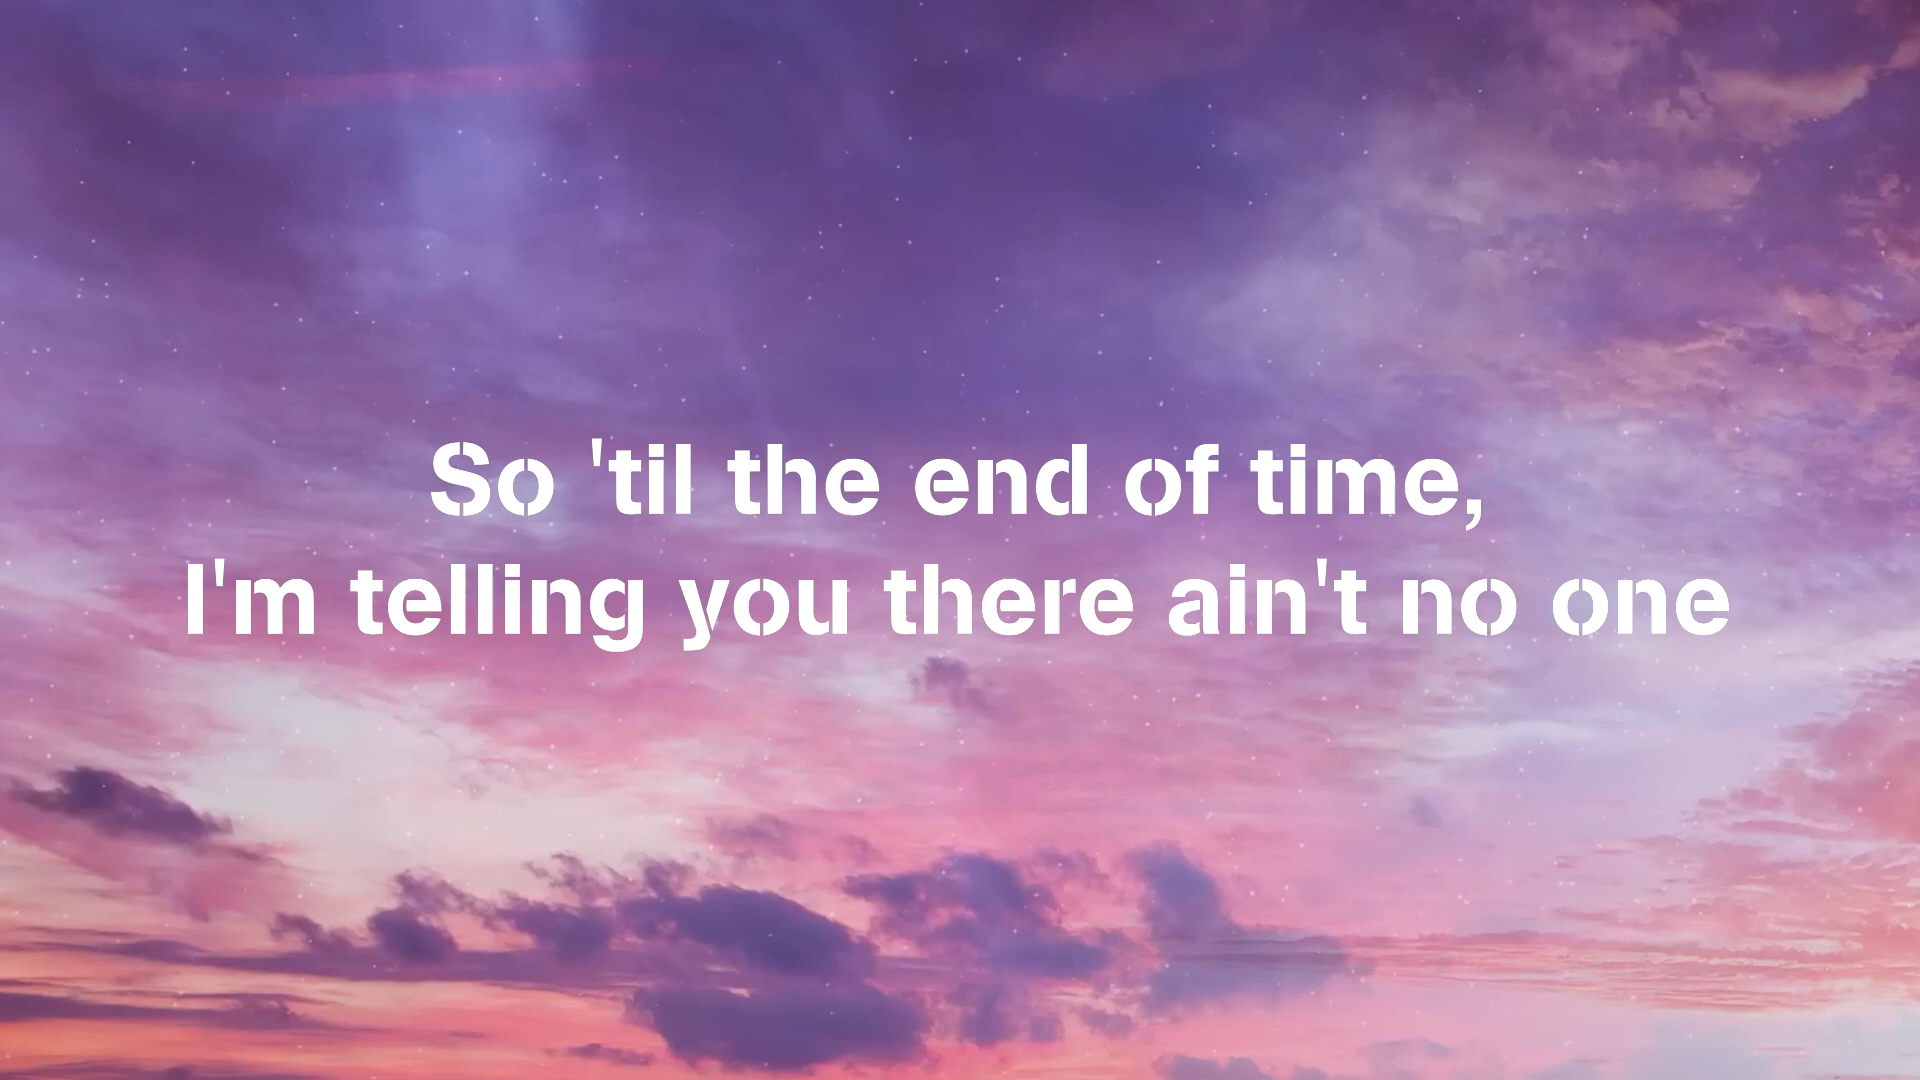 So 'til the end of time,
I'm telling you there ain't no one